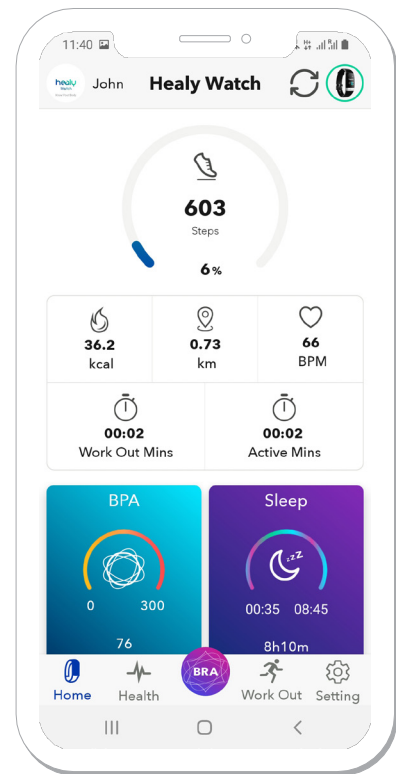 11:40
healy
John
Healy Watch
603
Steps
6%
36.2
kcal
0.73
km
66
BPM
00:02
Work Out Mins
00:02
Active Mins
BPA
0 300
76
Sleep
zzz
00:35 08:45
8h10m
Home
Health
BRA
Work Out
Setting